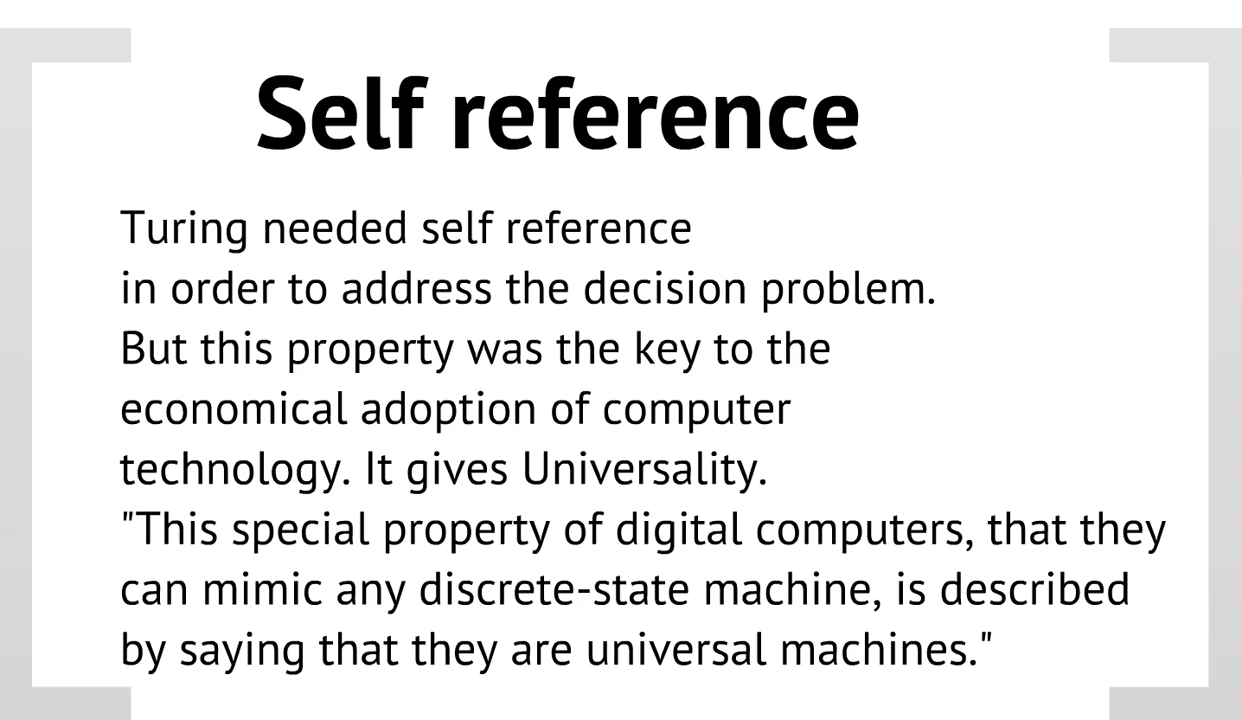 Self reference
Turing needed self reference
in order to address the decision problem.
But this property was the key to the
economical adoption of computer
technology. It gives Universality.
"This special property of digital computers, that they
can mimic any discrete-state machine, is described
by saying that they are universal machines."